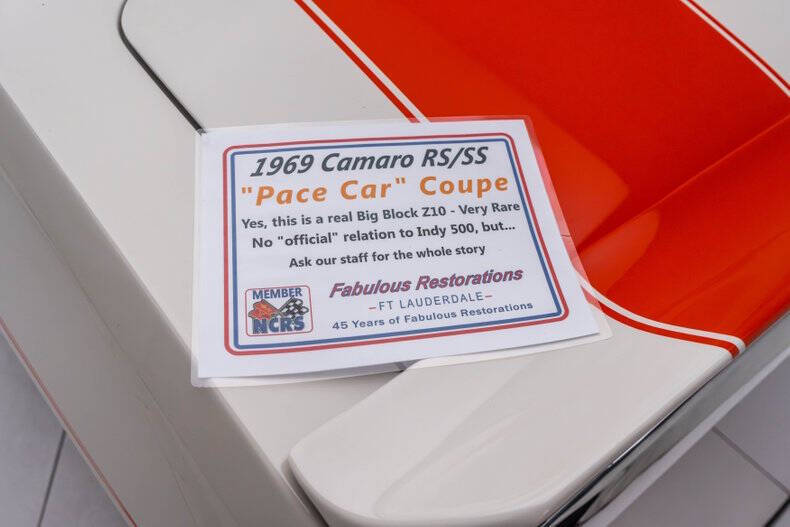 1969 Camaro RS/SS
"Pace Car" Coupe
Yes, this is a real Big Block Z10 - Very Rare
No "official" relation to Indy 500, but...
Ask our staff for the whole story
MEMBER
NCRS
Fabulous Restorations
–FT LAUDERDALE–
45 Years of Fabulous Restorations